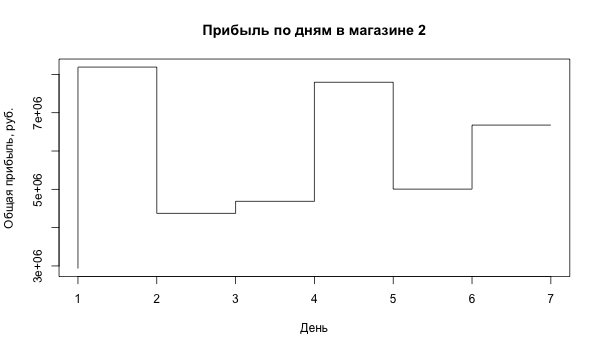 Прибыль по дням в магазине 2
Общая прибыль, руб.
7e+06
5e+06
3e+06
1 2 3 4 5 6 7
День